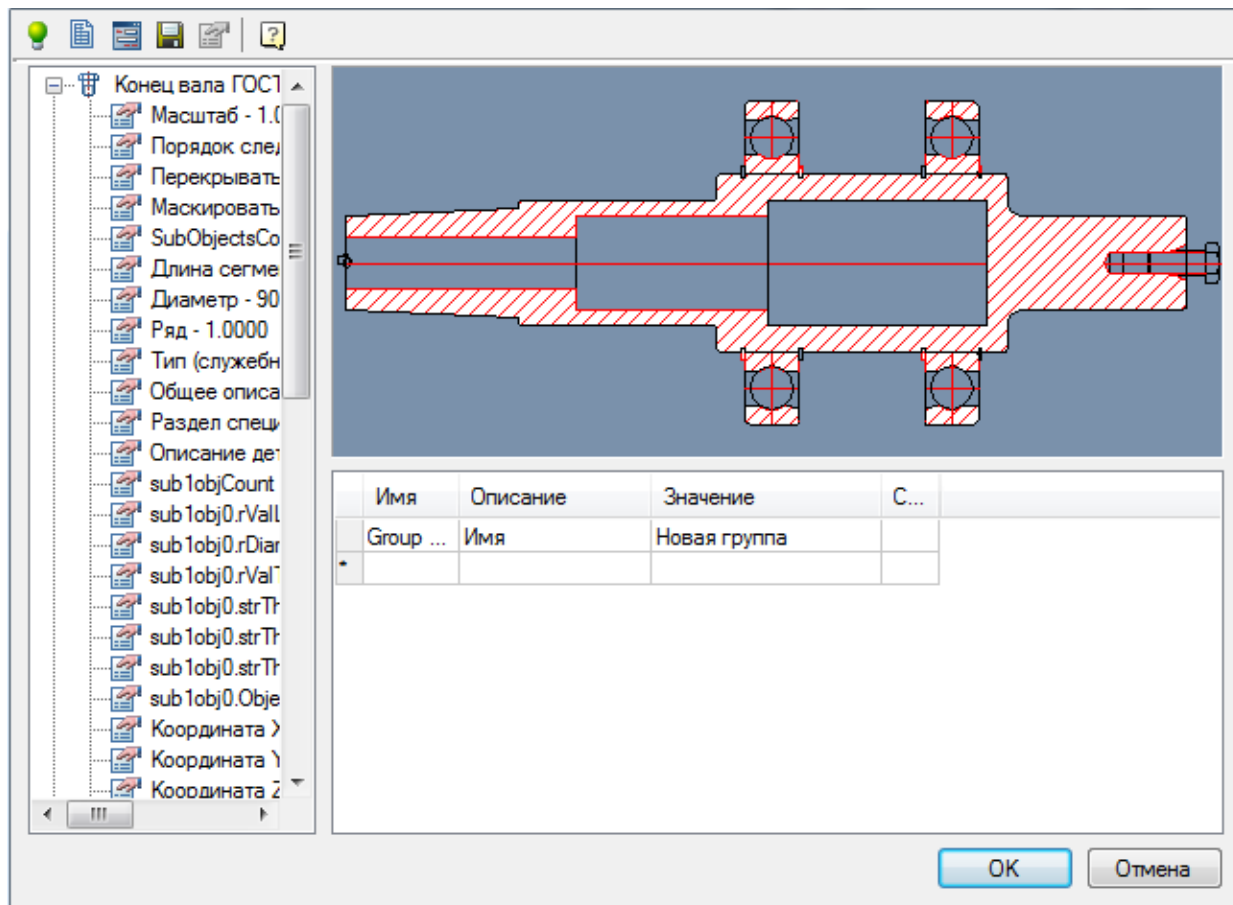 Конец вала ГОСТ
Масштаб - 1.0
Порядок след
Перекрывать
Маскировать
SubObjectsCo
Длина сегме
Диаметр - 90
Ряд - 1.0000
Тип (служебн
Общее описа
Раздел специ
Описание дет
sub1objCount
sub1obj0.rValL
sub1obj0.rDiar
sub1obj0.rValT
sub1obj0.strTh
sub1obj0.strTh
sub1obj0.strTh
sub1obj0.Obje
Координата X
Координата Y
Координата Z
Имя Описание Значение С...
Group ... Имя Новая группа
OK Отмена